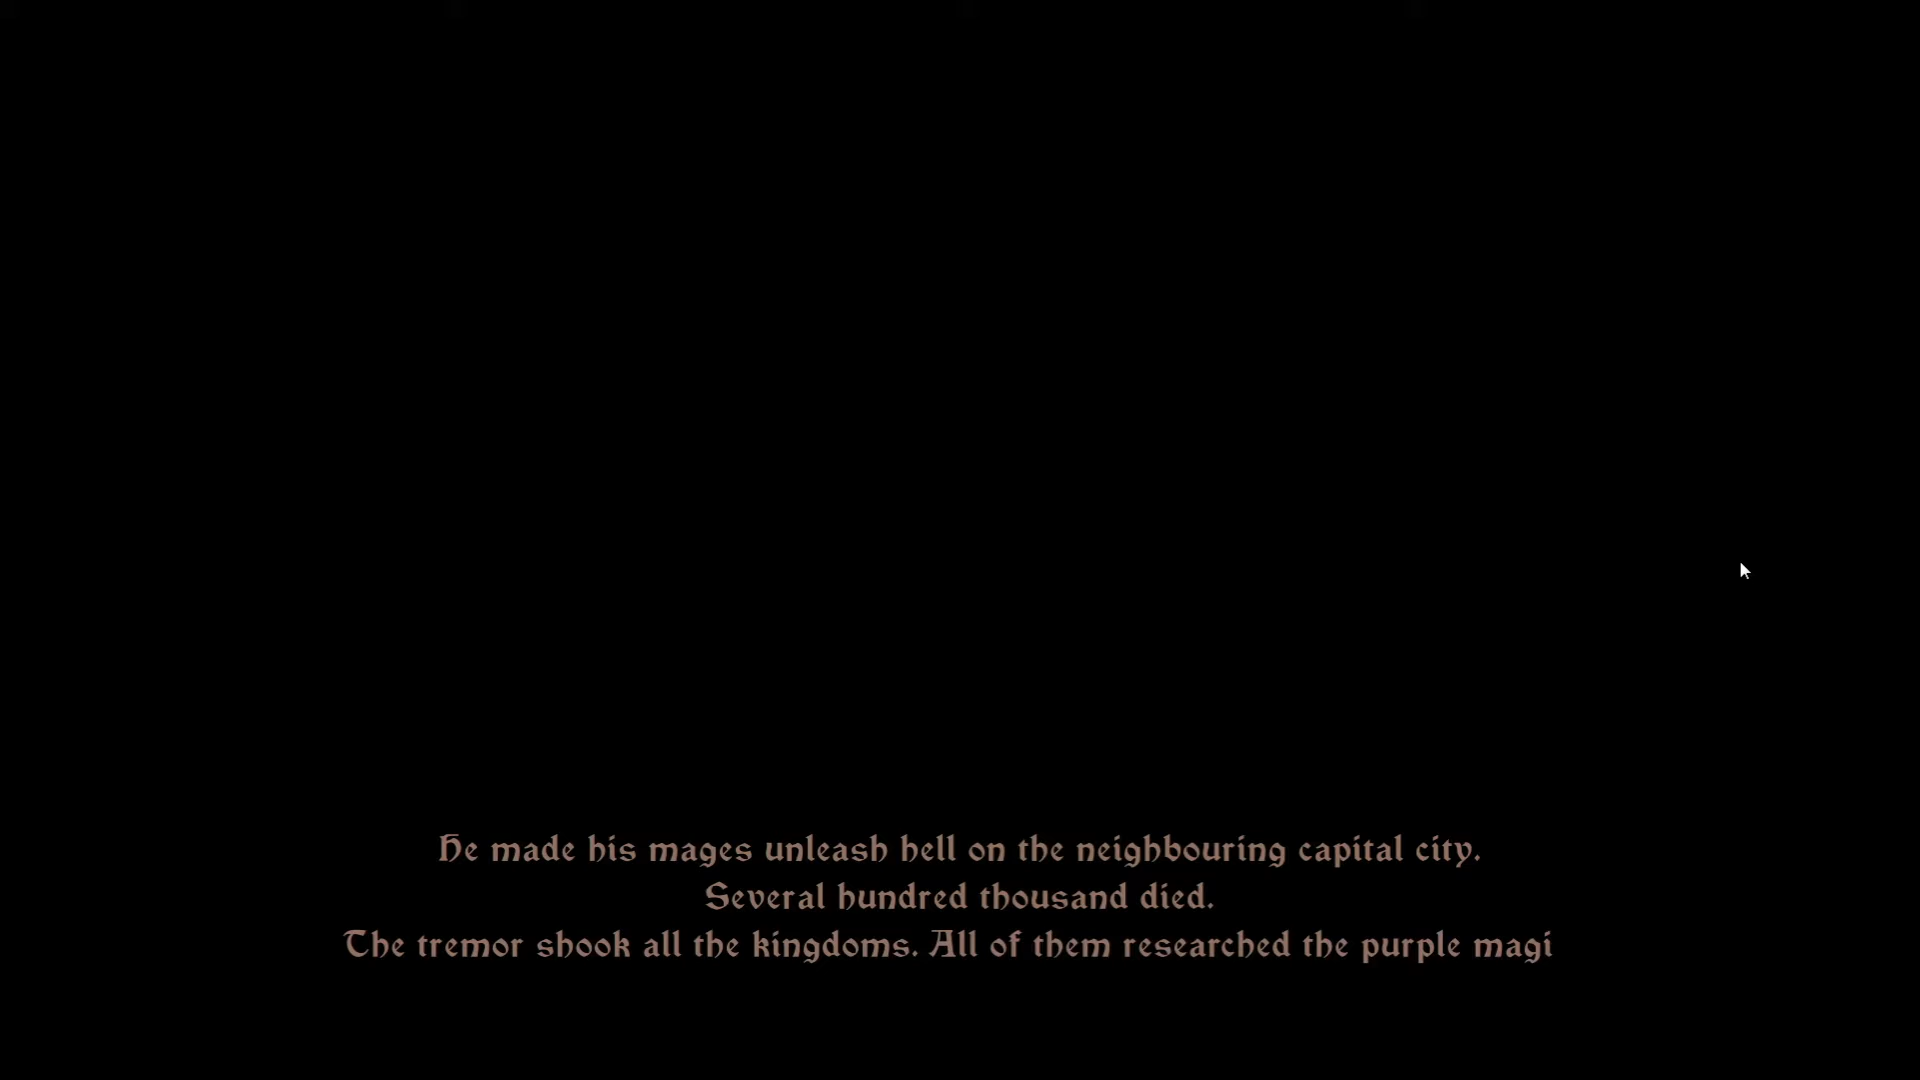 He made his mages unleash hell on the neighbouring capital city.
Several hundred thousand died.
The tremor shook all the kingdoms. All of them researched the purple magi